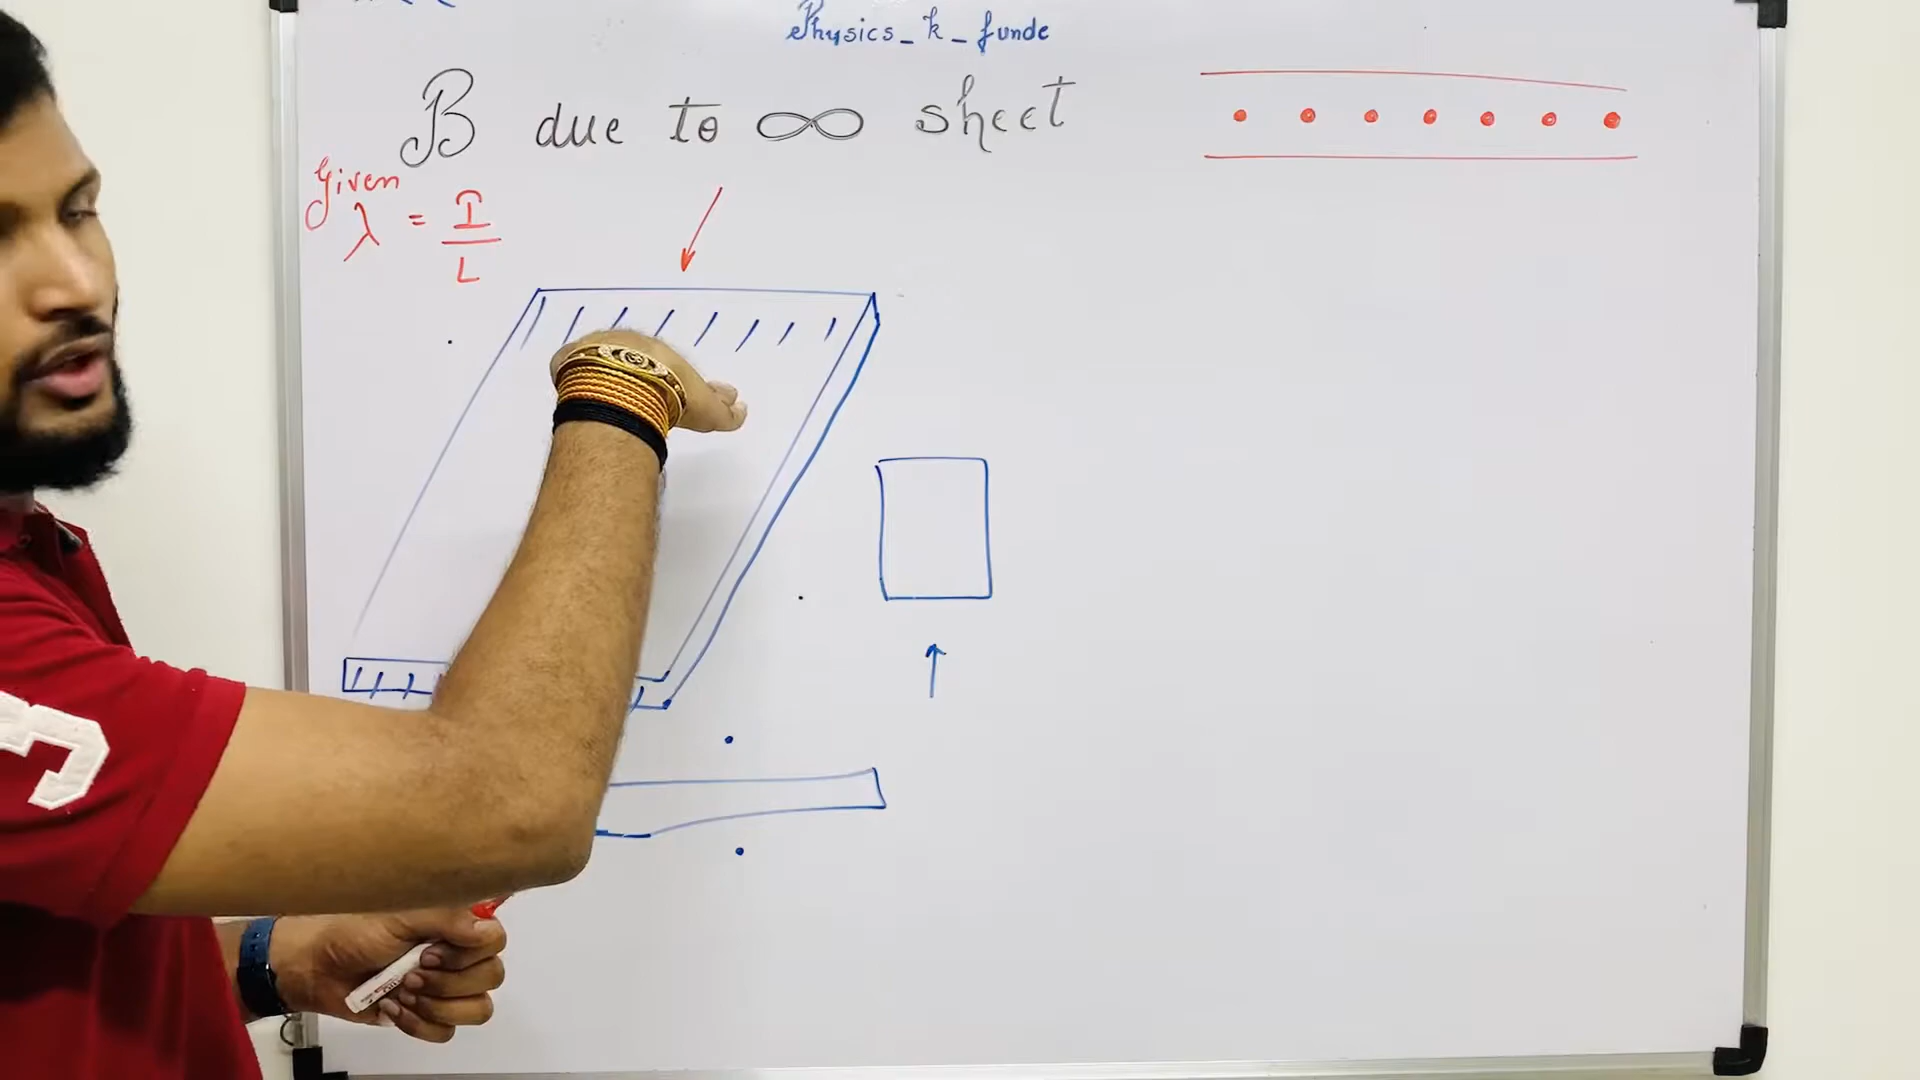 Physics_k_funde
B due to ∞ sheet
Given
λ = I / L